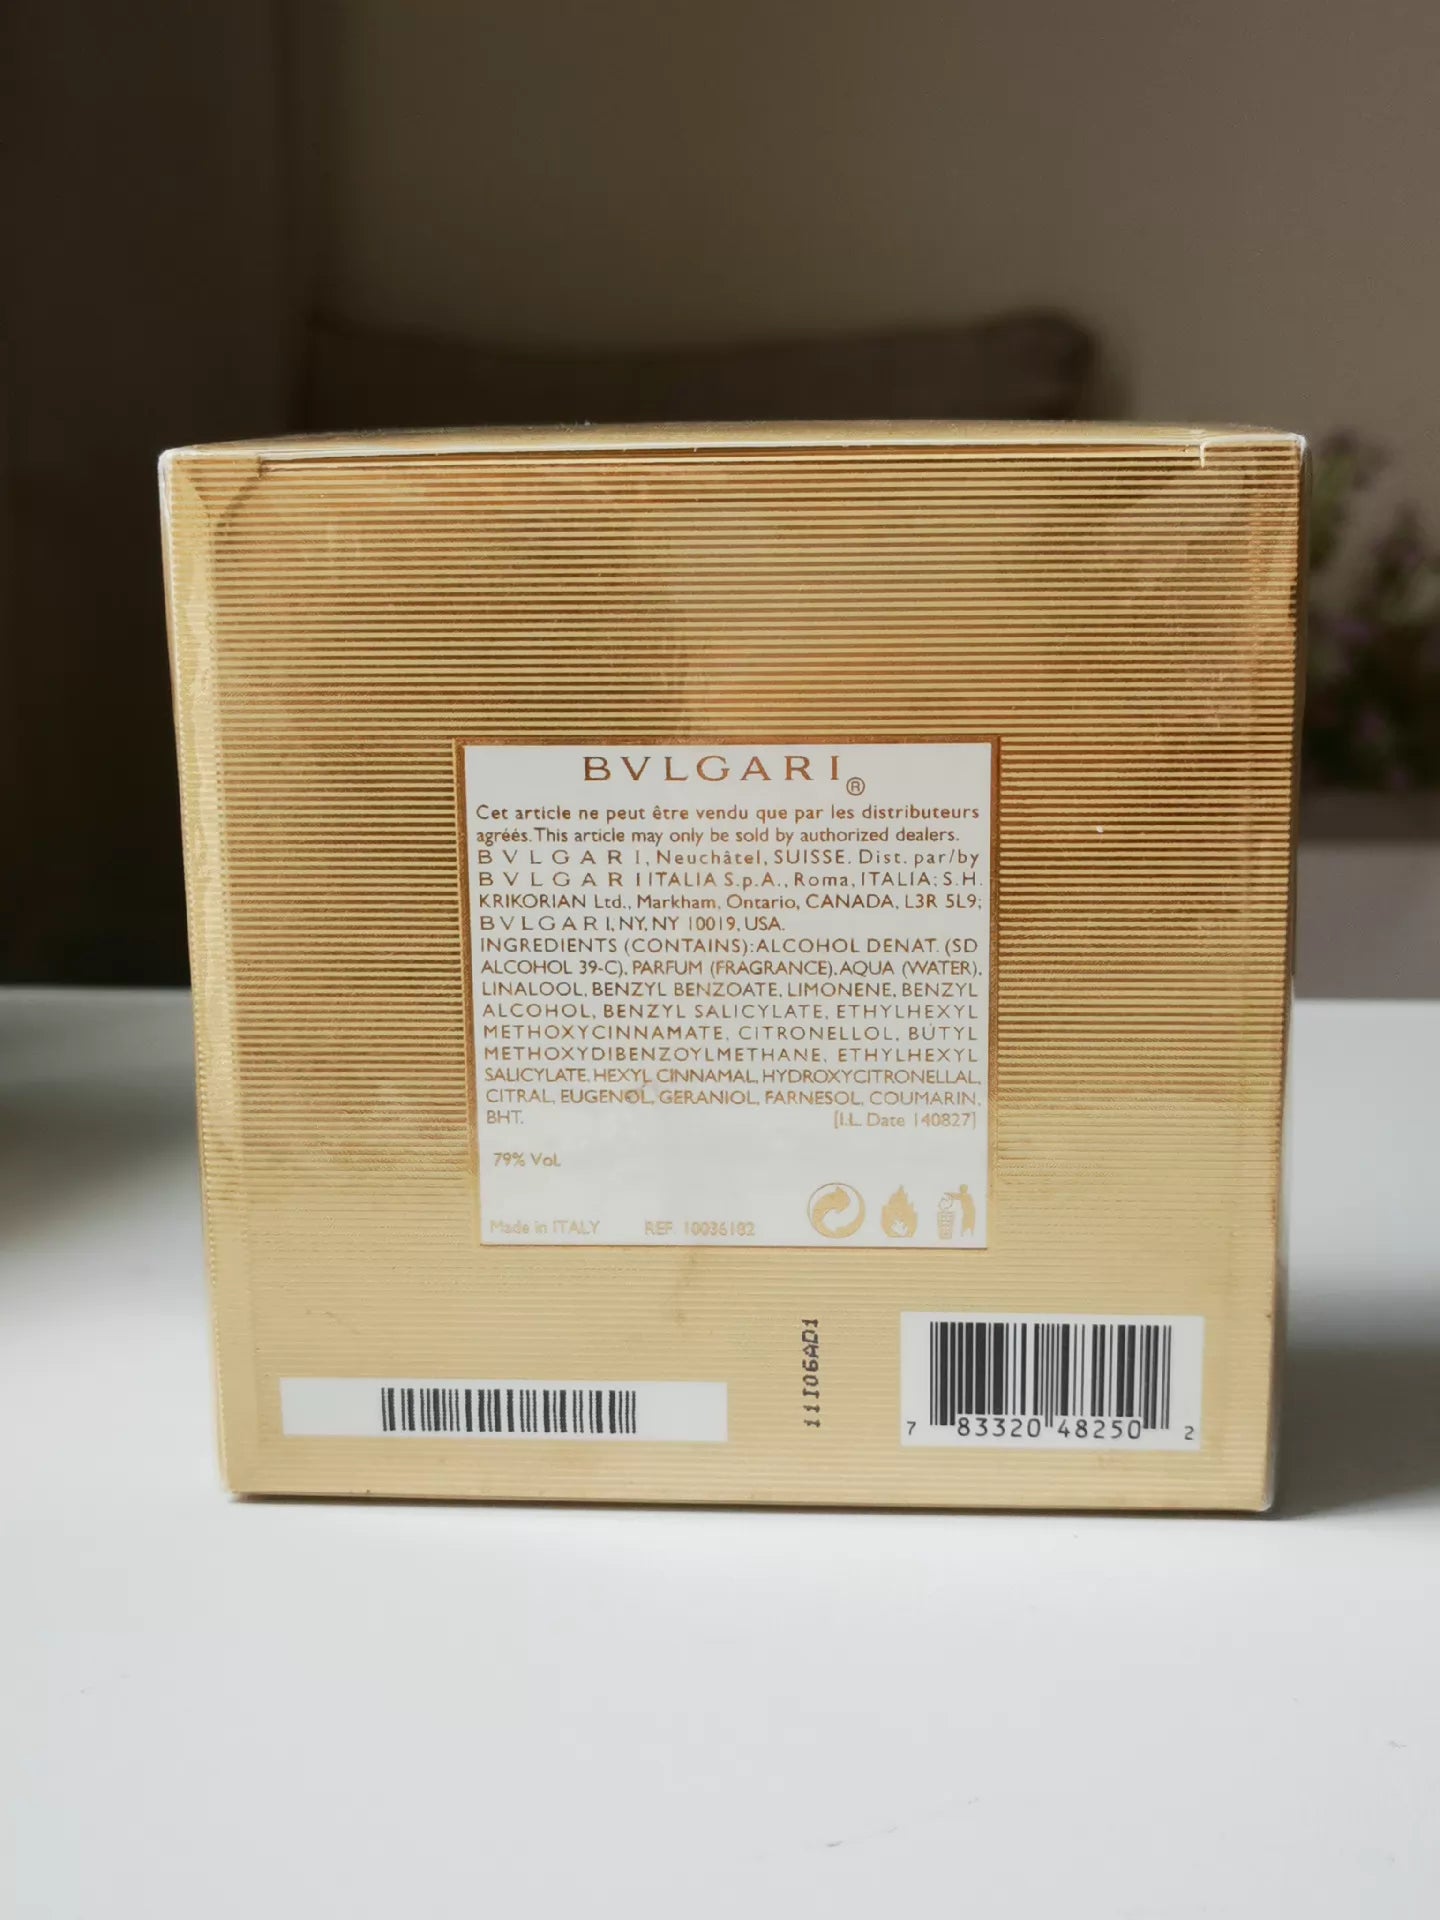 BVLGARI®
Cet article ne peut être vendu que par les distributeurs
agréés. This article may only be sold by authorized dealers.
BVLGARI, Neuchâtel, SUISSE. Dist. par/by
BVLGARI ITALIA S.p.A., Roma, ITALIA; S.H.
KRIKORIAN Ltd., Markham, Ontario, CANADA, L3R 5L9;
BVLGARI, NY, NY 10019, USA.
INGREDIENTS (CONTAINS): ALCOHOL DENAT. (SD
ALCOHOL 39-C), PARFUM (FRAGRANCE), AQUA (WATER),
LINALOOL, BENZYL BENZOATE, LIMONENE, BENZYL
ALCOHOL, BENZYL SALICYLATE, ETHYLHEXYL
METHOXYCINNAMATE, CITRONELLOL, BUTYL
METHOXYDIBENZOYLMETHANE, ETHYLHEXYL
SALICYLATE, HEXYL CINNAMAL, HYDROXYCITRONELLAL,
CITRAL, EUGENOL, GERANIOL, FARNESOL, COUMARIN,
BHT. [I.L. Date 140827]
79% Vol.
Made in ITALY REF. 10036182
11I06AD1
7 83320 48250 2